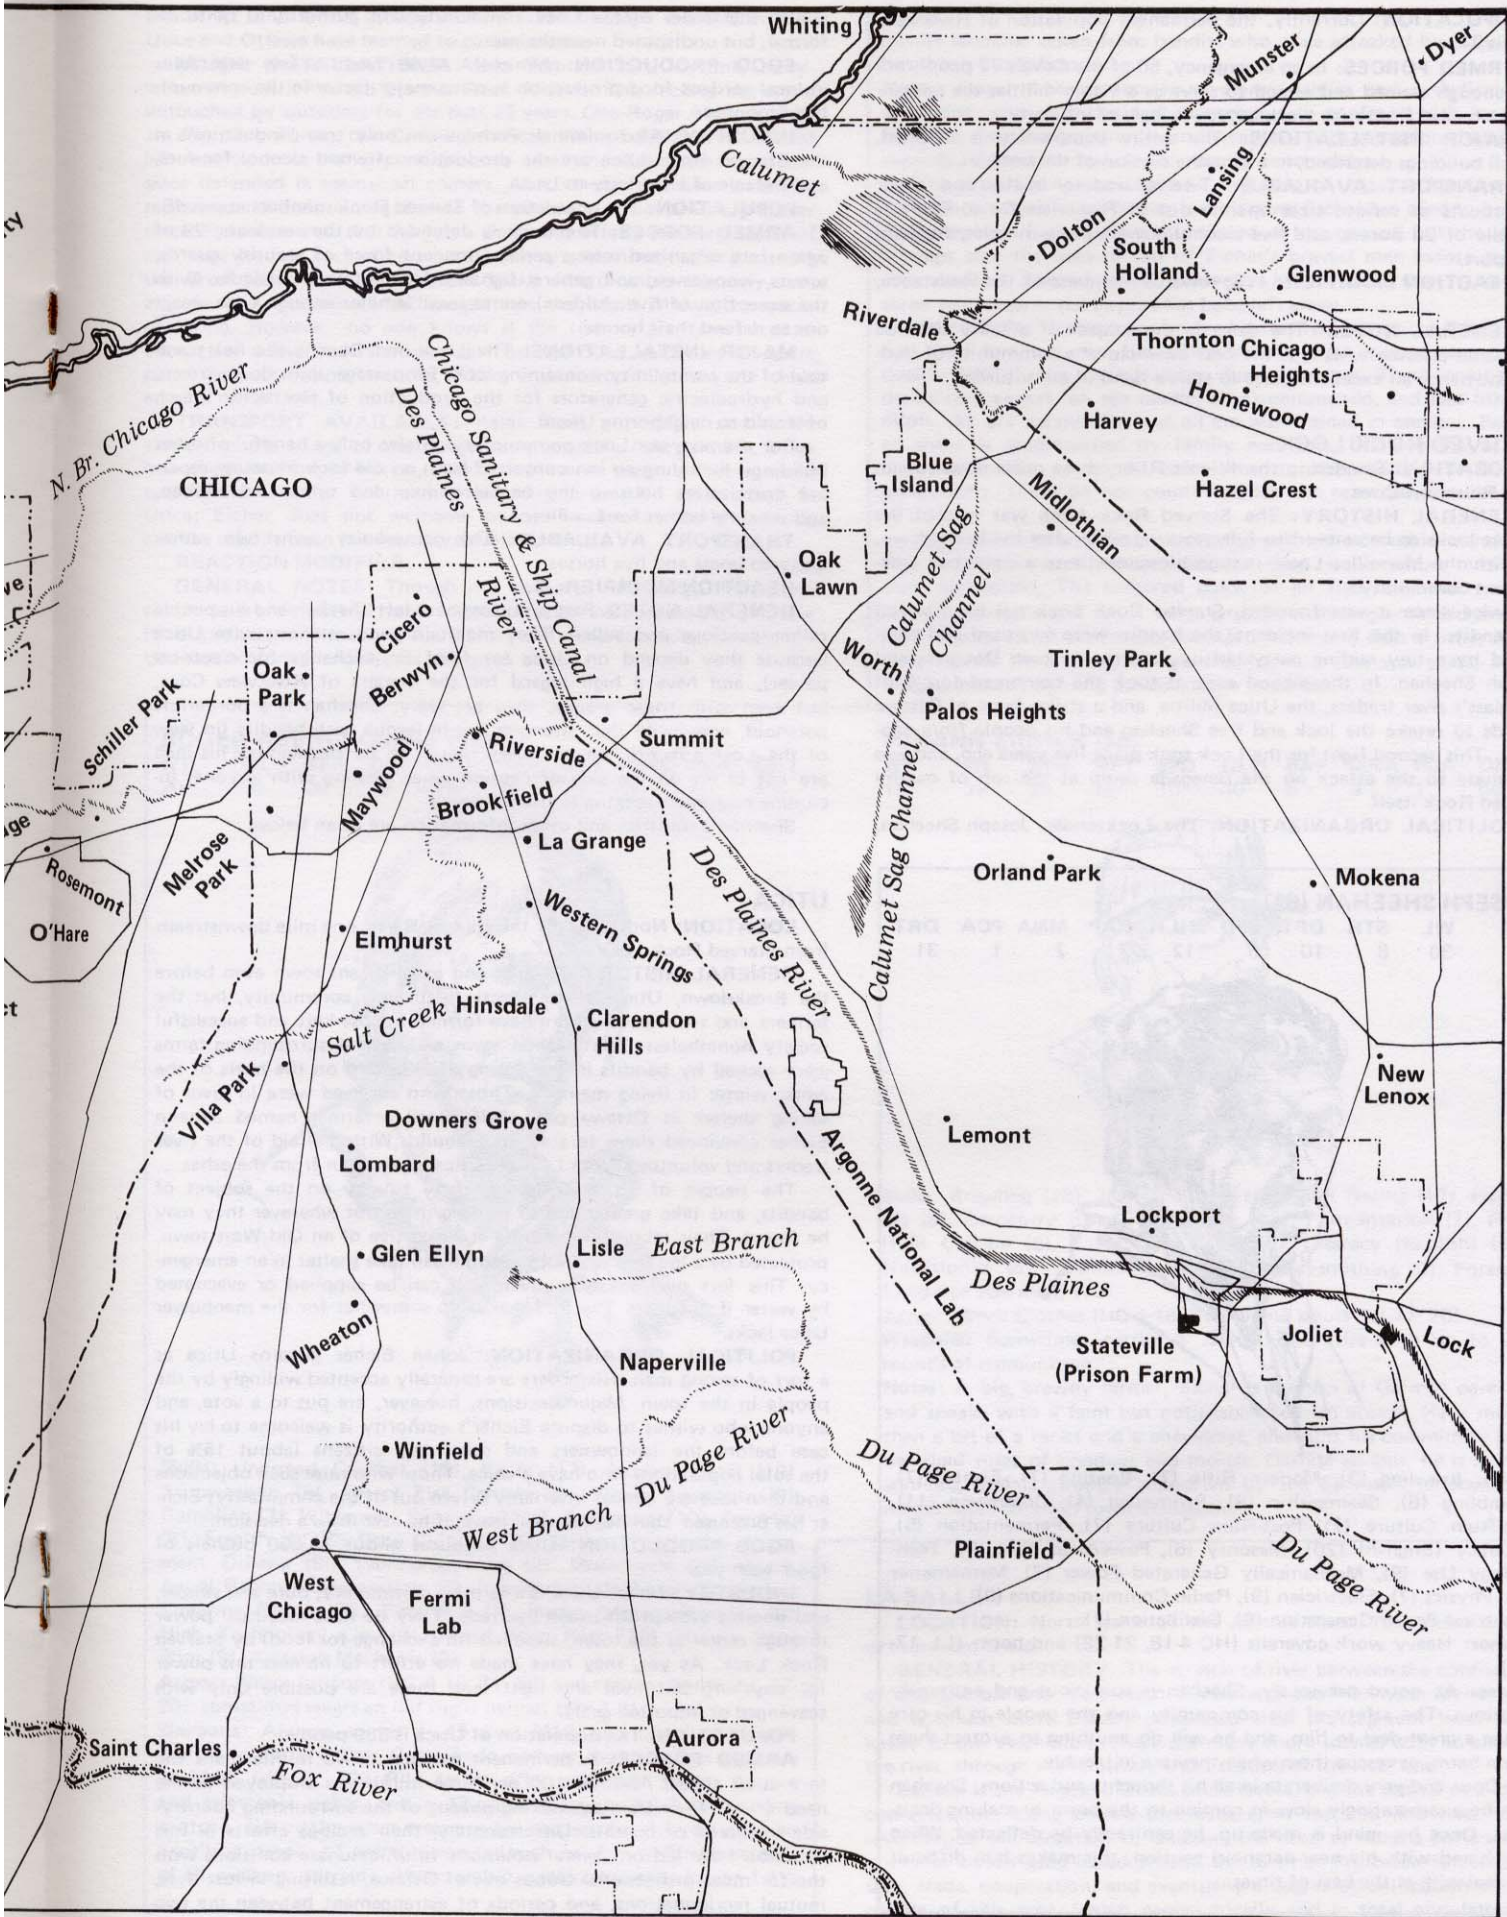 Whiting
Munster
Dyer
Calumet
Lansing
Dolton
South
Holland
Glenwood
Riverdale
Thornton
Chicago
Heights
Homewood
Harvey
Blue
Island
Hazel Crest
Midlothian
Chicago
Sanitary & Ship Canal
Des Plaines
River
N. Br. Chicago River
CHICAGO
Oak
Lawn
Calumet Sag
Channel
Cicero
Oak
Park
Berwyn
Worth
Tinley Park
Palos Heights
Schiller Park
Riverside
Summit
Maywood
Brookfield
La Grange
Melrose
Park
Rosemont
O'Hare
Des Plaines River
Calumet Sag Channel
Orland Park
Mokena
Elmhurst
Western Springs
Hinsdale
Salt Creek
Clarendon
Hills
Villa Park
New
Lenox
Downers Grove
Lombard
Argonne National Lab
Lemont
Lockport
Glen Ellyn
Lisle
East Branch
Des Plaines
Wheaton
Naperville
Stateville
(Prison Farm)
Joliet
Lock
Winfield
Du Page River
Du Page River
West Branch
Plainfield
Du Page River
West
Chicago
Fermi
Lab
Saint Charles
Fox River
Aurora